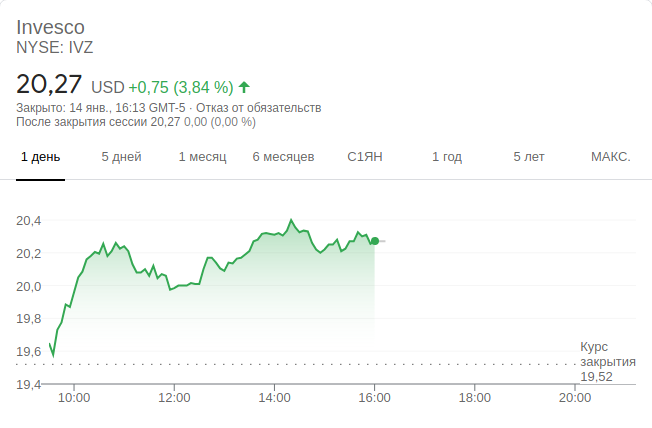 Invesco
NYSE: IVZ
20,27 USD +0,75 (3,84 %)
Закрыто: 14 янв., 16:13 GMT-5 · Отказ от обязательств
После закрытия сессии 20,27 0,00 (0,00 %)
1 день 5 дней 1 месяц 6 месяцев С1ЯН 1 год 5 лет МАКС.
20,4
20,2
20,0
19,8
19,6
19,4
Курс
закрытия
19,52
10:00 12:00 14:00 16:00 18:00 20:00